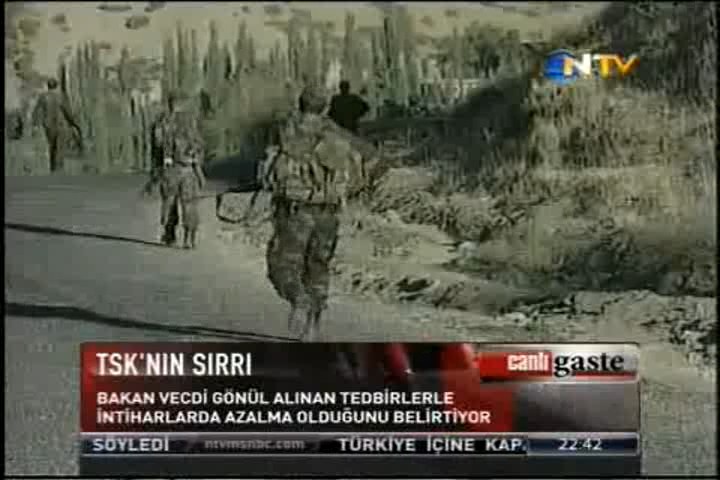 NTV
TSK'NIN SIRRI
canlı gaste
BAKAN VECDİ GÖNÜL ALINAN TEDBİRLERLE
İNTİHARLARDA AZALMA OLDUĞUNU BELİRTİYOR
SÖYLEDİ ntvmsnbc.com TÜRKİYE İÇİNE KAP. 22:42